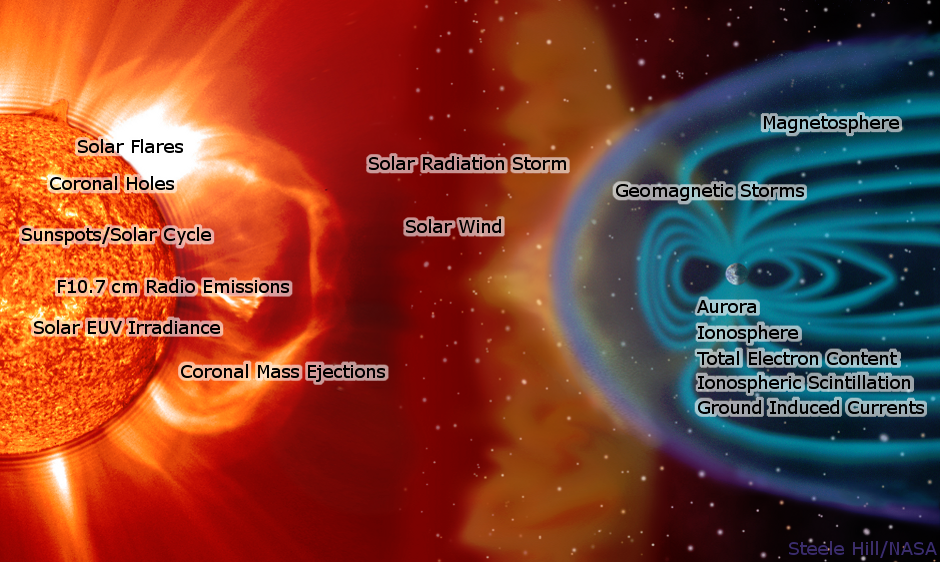 Solar Flares
Coronal Holes
Sunspots/Solar Cycle
F10.7 cm Radio Emissions
Solar EUV Irradiance
Coronal Mass Ejections
Solar Radiation Storm
Solar Wind
Magnetosphere
Geomagnetic Storms
Aurora
Ionosphere
Total Electron Content
Ionospheric Scintillation
Ground Induced Currents
Steele Hill/NASA